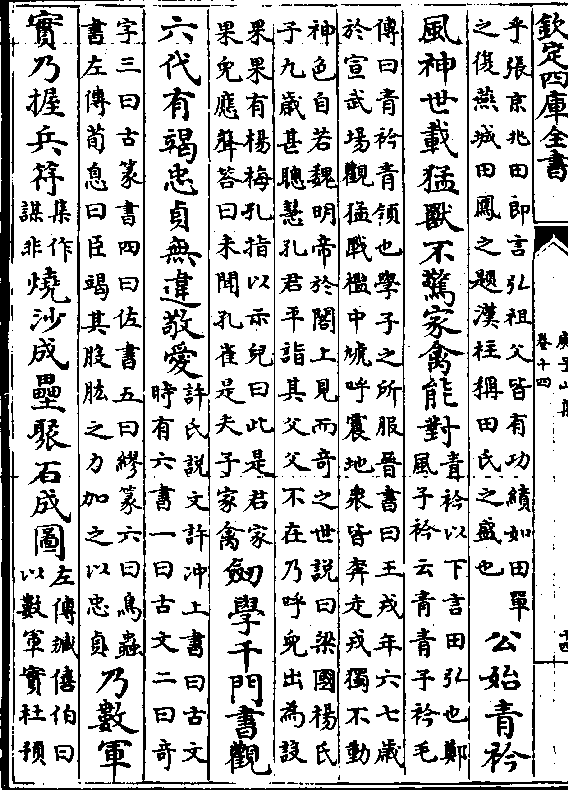 欽定四庫全書
卷十四
乎張京兆田郎言弘祖父皆有功績如田單
之復燕城田鳳之題漢柱稱田氏之盛也
公始青衿
風神世載猛獸不驚家禽能對
青衿以下言田弘也鄭
風子衿云青青子衿毛
傳曰青衿青領也學子之所服晉書曰王戎年六七歲
於宣武場觀猛獸檻中虓呼震地衆皆奔走戎獨不動
神色自若魏明帝於閣上見而奇之世說曰梁國楊氏
子九歲甚聰慧孔君平詣其父父不在乃呼兒出為設
果果有楊梅孔指以示兒曰此是君家
果兒應聲答曰未聞孔雀是夫子家禽
劒學千門書觀
六代有竭忠貞無違敬愛
許氏說文許沖上書曰古文
時有六書一曰古文二曰奇
字三曰古篆書四曰佐書五曰繆篆六曰鳥蟲
書左傳荀息曰臣竭其股肱之力加之以忠貞
乃數軍
實乃握兵符
集作
謀非
燒沙成壘聚石成圖
左傳臧僖伯曰
以數軍實杜預